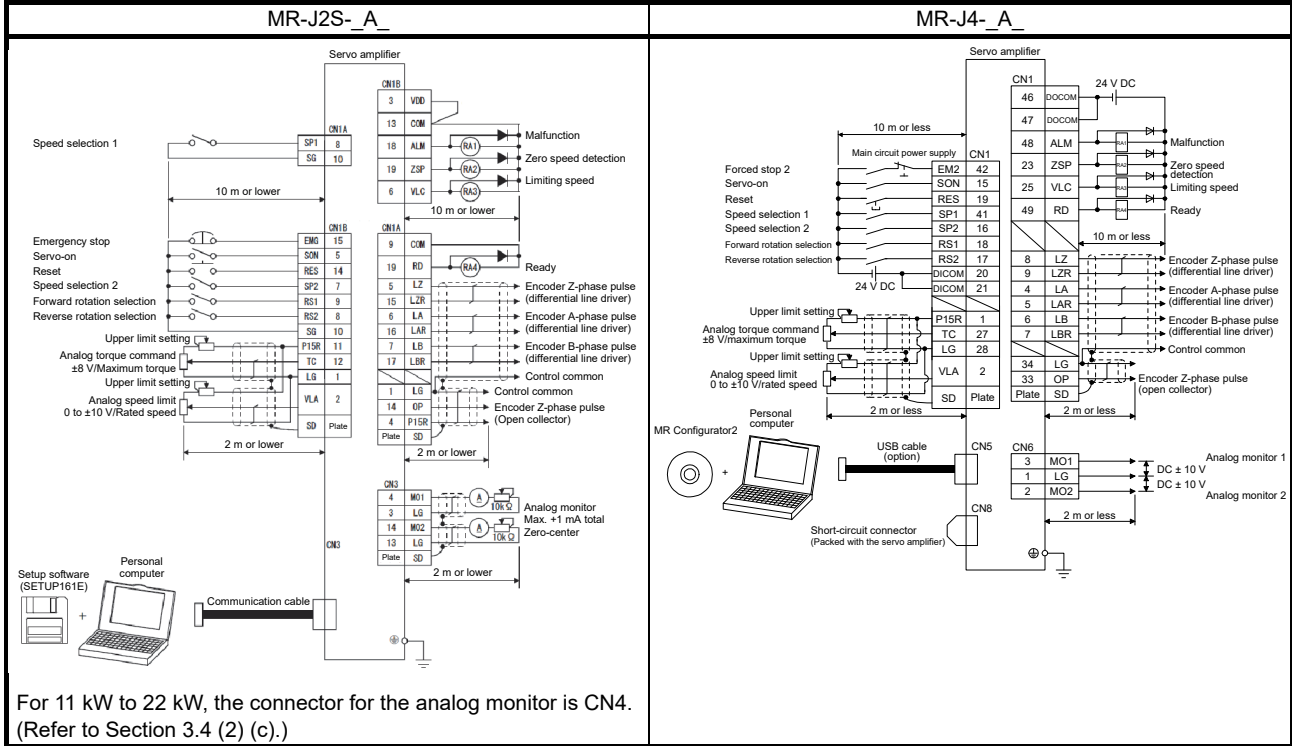 MR-J2S-_A_
Servo amplifier
CN1B
3 VDD
13 COM
18 ALM RA1 Malfunction
19 ZSP RA2 Zero speed detection
6 VLC RA3 Limiting speed
10 m or lower
CN1A
Speed selection 1 SP1 8
SG 10
10 m or lower
CN1B
Emergency stop EMG 15
Servo-on SON 5
Reset RES 14
Speed selection 2 SP2 7
Forward rotation selection RS1 9
Reverse rotation selection RS2 8
SG 10
Upper limit setting
P15R 11
Analog torque command
±8 V/Maximum torque
TC 12
Upper limit setting
LG 1
Analog speed limit
0 to ±10 V/Rated speed
VLA 2
SD Plate
2 m or lower
CN1A
9 COM
19 RD RA4 Ready
5 LZ Encoder Z-phase pulse
15 LZR (differential line driver)
6 LA Encoder A-phase pulse
16 LAR (differential line driver)
7 LB Encoder B-phase pulse
17 LBR (differential line driver)
Control common
1 LG Control common
14 OP Encoder Z-phase pulse
4 P15R (Open collector)
Plate SD
2 m or lower
CN3
4 MO1 A 10k Ω
3 LG
14 MO2 A 10k Ω
13 LG
Plate SD
Analog monitor
Max. +1 mA total
Zero-center
2 m or lower
CN3
Setup software
(SETUP161E)
+
Personal
computer
Communication cable
For 11 kW to 22 kW, the connector for the analog monitor is CN4.
(Refer to Section 3.4 (2) (c).)
MR-J4-_A_
Servo amplifier
CN1
24 V DC
46 DOCOM
47 DOCOM
48 ALM RA1 Malfunction
23 ZSP RA2 Zero speed
detection
25 VLC RA3 Limiting speed
49 RD RA4 Ready
10 m or less
10 m or less
Main circuit power supply
CN1
Forced stop 2 EM2 42
Servo-on SON 15
Reset RES 19
Speed selection 1 SP1 41
Speed selection 2 SP2 16
Forward rotation selection RS1 18
Reverse rotation selection RS2 17
DICOM 20
24 V DC
DICOM 21
Upper limit setting
P15R 1
Analog torque command
±8 V/maximum torque
TC 27
Upper limit setting
LG 28
Analog speed limit
0 to ±10 V/rated speed
VLA 2
SD Plate
2 m or less
8 LZ Encoder Z-phase pulse
9 LZR (differential line driver)
4 LA Encoder A-phase pulse
5 LAR (differential line driver)
6 LB Encoder B-phase pulse
7 LBR (differential line driver)
Control common
34 LG
33 OP Encoder Z-phase pulse
(open collector)
Plate SD
2 m or less
MR Configurator2
+
Personal
computer
USB cable
(option)
CN5
CN6
3 MO1 Analog monitor 1
DC ± 10 V
1 LG
DC ± 10 V
2 MO2 Analog monitor 2
2 m or less
CN8
Short-circuit connector
(Packed with the servo amplifier)